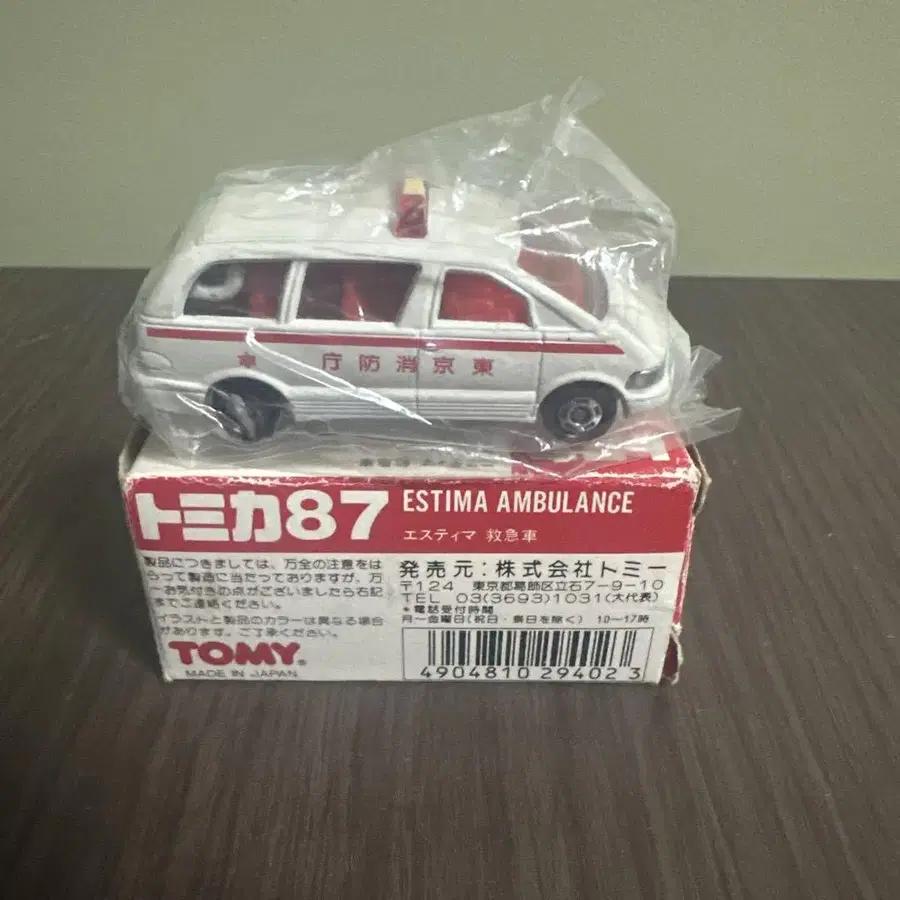 車 庁防消京東
トミカ87
ESTIMA AMBULANCE
エスティマ 救急車
製品につきましては、万全の注意をは
らって製造に当たっておりますが、万
一お気付きの点がございましたら右記
までご連絡ください。
イラストと製品のカラーは異なる場合
があります。ご了承ください。
TOMY
MADE IN JAPAN
発売元:株式会社トミー
〒124 東京都葛飾区立石7-9-10
TEL 03(3693)1031(大代表)
*電話受付時間
月〜金曜日(祝日・祭日を除く) 10〜17時
4904810 29402 3